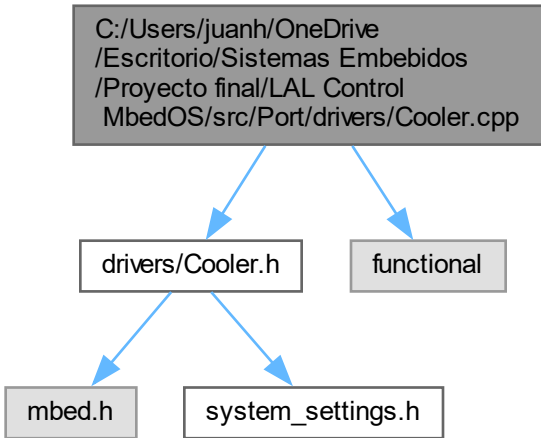 C:/Users/juanh/OneDrive
/Escritorio/Sistemas Embebidos
/Proyecto final/LAL Control
MbedOS/src/Port/drivers/Cooler.cpp
drivers/Cooler.h
functional
mbed.h
system_settings.h